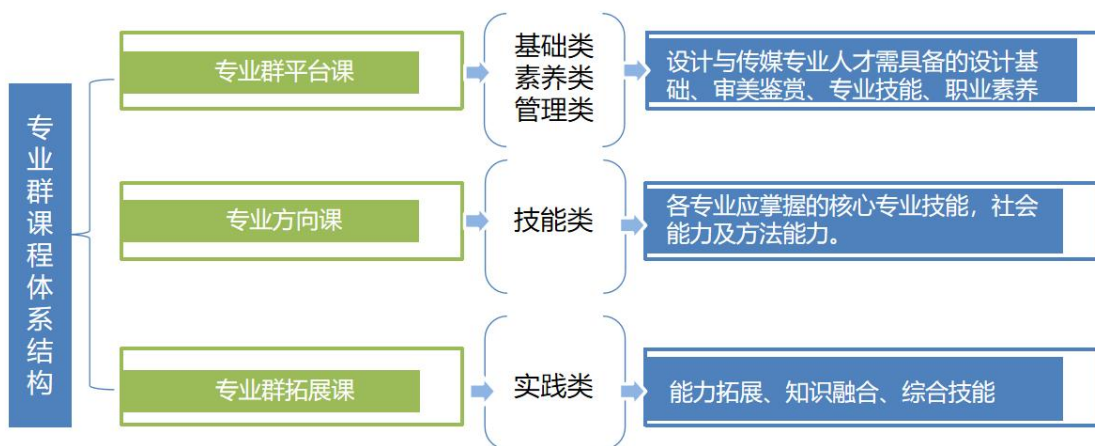 专业群课程体系结构
专业群平台课
基础类
素养类
管理类
设计与传媒专业人才需具备的设计基
础、审美鉴赏、专业技能、职业素养
专业方向课
技能类
各专业应掌握的核心专业技能，社会
能力及方法能力。
专业群拓展课
实践类
能力拓展、知识融合、综合技能